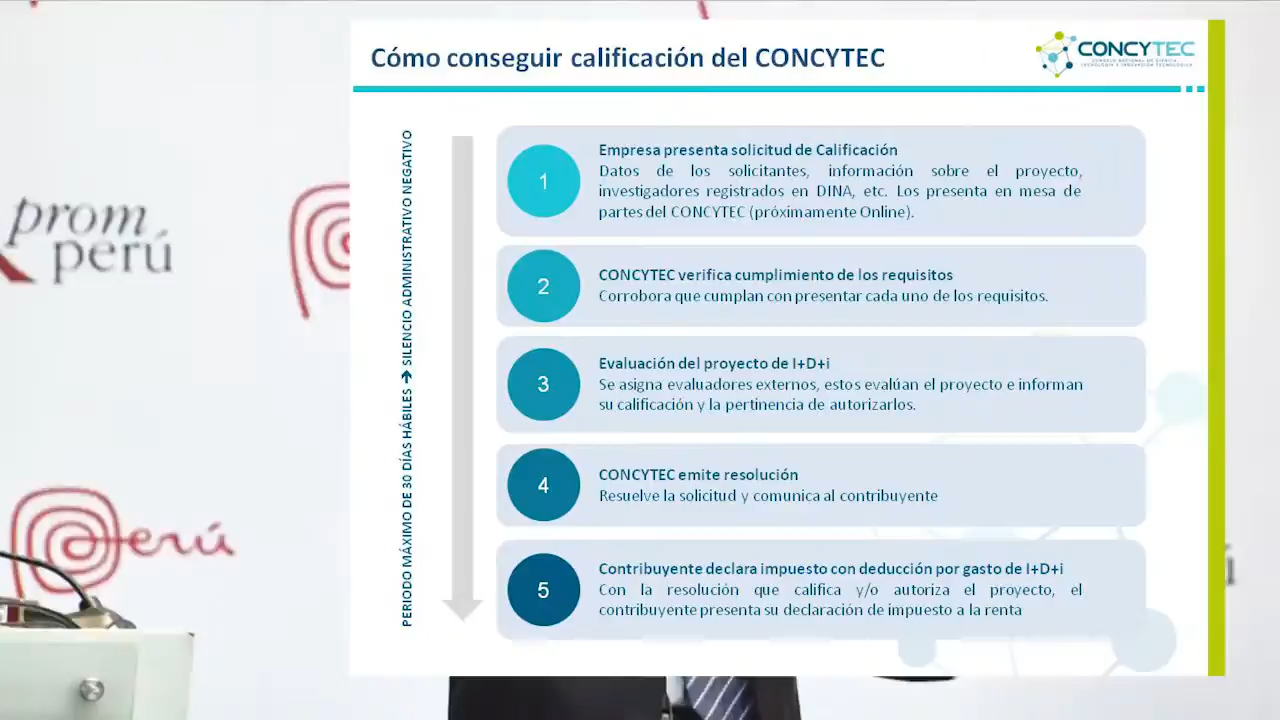 Cómo conseguir calificación del CONCYTEC
CONCYTEC
PERIODO MÁXIMO DE 30 DÍAS HÁBILES → SILENCIO ADMINISTRATIVO NEGATIVO
1
Empresa presenta solicitud de Calificación
Datos de los solicitantes, información sobre el proyecto,
investigadores registrados en DINA, etc. Los presenta en mesa de
partes del CONCYTEC (próximamente Online).
2
CONCYTEC verifica cumplimiento de los requisitos
Corrobora que cumplan con presentar cada uno de los requisitos.
3
Evaluación del proyecto de I+D+i
Se asigna evaluadores externos, estos evalúan el proyecto e informan
su calificación y la pertinencia de autorizarlos.
4
CONCYTEC emite resolución
Resuelve la solicitud y comunica al contribuyente
5
Contribuyente declara impuesto con deducción por gasto de I+D+i
Con la resolución que califica y/o autoriza el proyecto, el
contribuyente presenta su declaración de impuesto a la renta
prom
perú
Perú